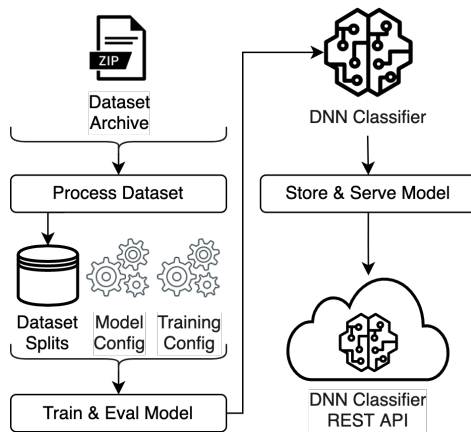 ZIP
Dataset
Archive
Process Dataset
Dataset
Splits
Model
Config
Training
Config
Train & Eval Model
DNN Classifier
Store & Serve Model
DNN Classifier
REST API